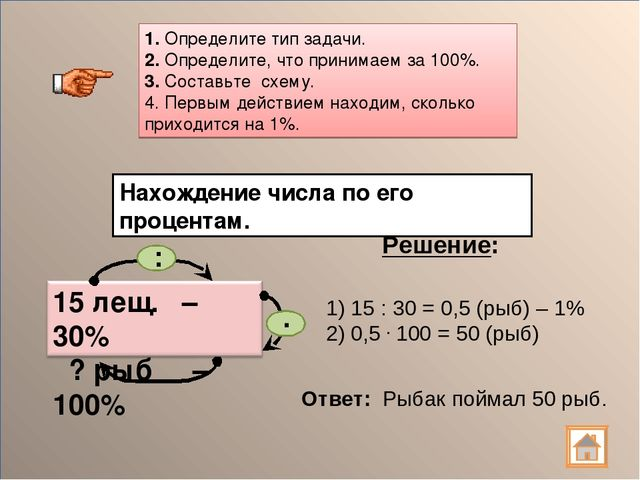 1. Определите тип задачи.
2. Определите, что принимаем за 100%.
3. Составьте схему.
4. Первым действием находим, сколько
приходится на 1%.
Нахождение числа по его
процентам.
Решение:
:
15 лещ. –
30%
·
? рыб –
100%
1) 15 : 30 = 0,5 (рыб) – 1%
2) 0,5 · 100 = 50 (рыб)
Ответ: Рыбак поймал 50 рыб.